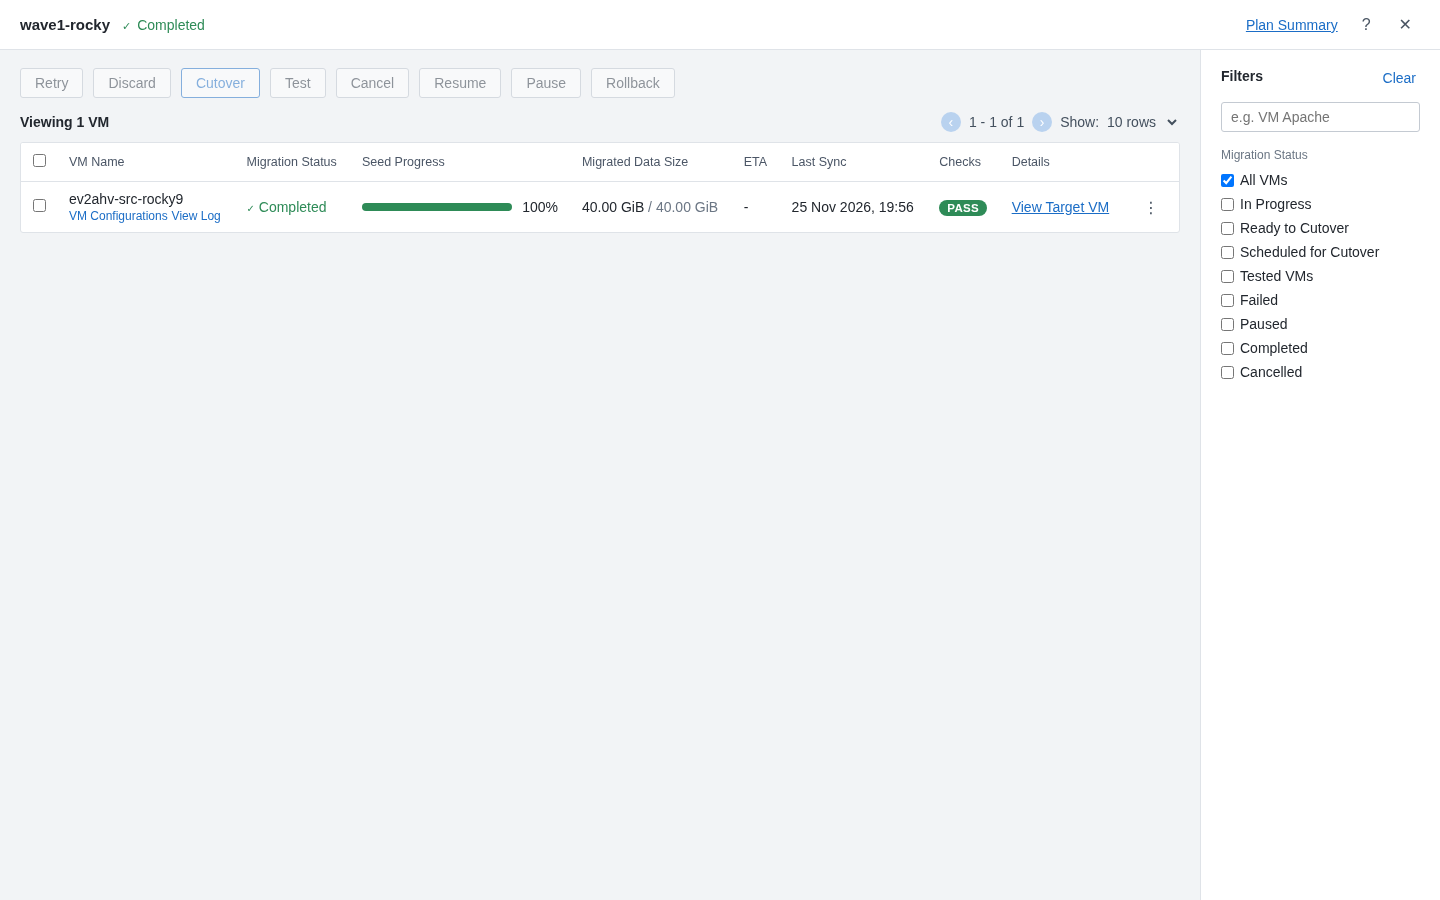 wave1-rocky ✓ Completed Plan Summary ? ✕
Retry Discard Cutover Test Cancel Resume Pause Rollback
Viewing 1 VM ‹ 1 - 1 of 1 › Show: 10 rows
VM Name Migration Status Seed Progress Migrated Data Size ETA Last Sync Checks Details
ev2ahv-src-rocky9
VM Configurations View Log
✓ Completed 100% 40.00 GiB / 40.00 GiB - 25 Nov 2026, 19:56 PASS View Target VM
Filters Clear
e.g. VM Apache
Migration Status
All VMs
In Progress
Ready to Cutover
Scheduled for Cutover
Tested VMs
Failed
Paused
Completed
Cancelled